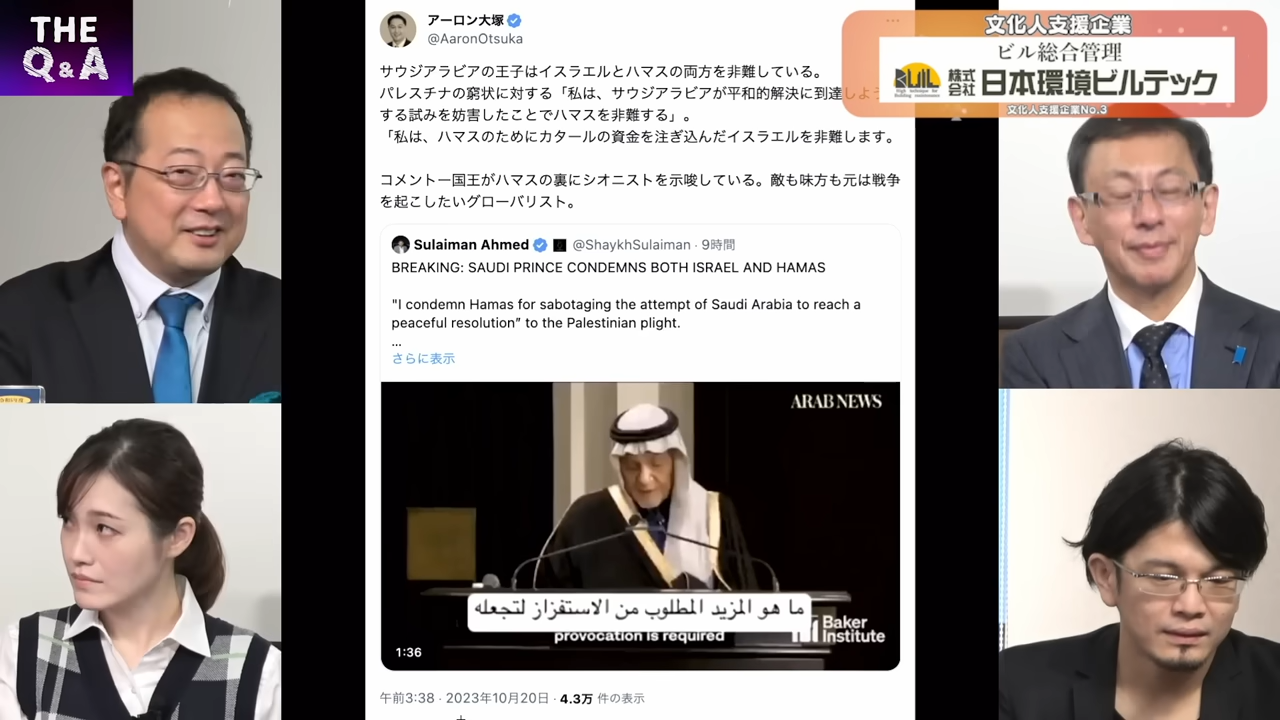 THE
Q&A
アーロン大塚
@AaronOtsuka
サウジアラビアの王子はイスラエルとハマスの両方を非難している。
パレスチナの窮状に対する「私は、サウジアラビアが平和的解決に到達しよう
する試みを妨害したことでハマスを非難する」。
「私は、ハマスのためにカタールの資金を注ぎ込んだイスラエルを非難します。
コメントー国王がハマスの裏にシオニストを示唆している。敵も味方も元は戦争
を起こしたいグローバリスト。
Sulaiman Ahmed @ShaykhSulaiman · 9時間
BREAKING: SAUDI PRINCE CONDEMNS BOTH ISRAEL AND HAMAS
"I condemn Hamas for sabotaging the attempt of Saudi Arabia to reach a
peaceful resolution" to the Palestinian plight.
...
さらに表示
ARAB NEWS
ما هو المزيد المطلوب من الاستفزاز لتجعله
provocation is required
Baker
Institute
1:36
午前3:38 · 2023年10月20日 · 4.3万 件の表示
文化人支援企業
ビル総合管理
BUIL
株式会社 日本環境ビルテック
文化人支援企業No.3